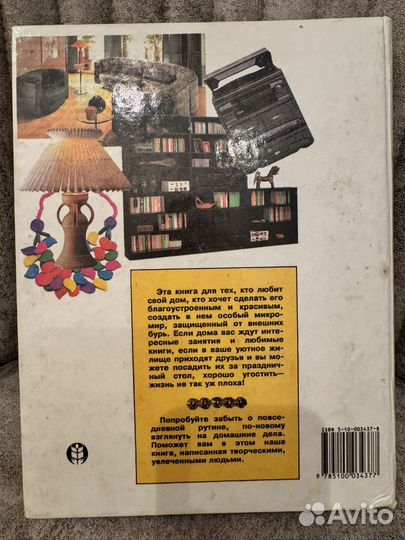 Эта книга для тех, кто любит
свой дом, кто хочет сделать его
благоустроенным и красивым,
создать в нем особый микро-
мир, защищенный от внешних
бурь. Если дома вас ждут инте-
ресные занятия и любимые
книги, если в ваше уютное жи-
лище приходят друзья и вы мо-
жете посадить их за празднич-
ный стол, хорошо угостить—
жизнь не так уж плоха!
Попробуйте забыть о повсе-
дневной рутине, по-новому
взглянуть на домашние дела.
Поможет вам в этом наша
книга, написанная творческими,
увлеченными людьми.
ISBN 5-10-003437-8
9 785100 034377
Avito